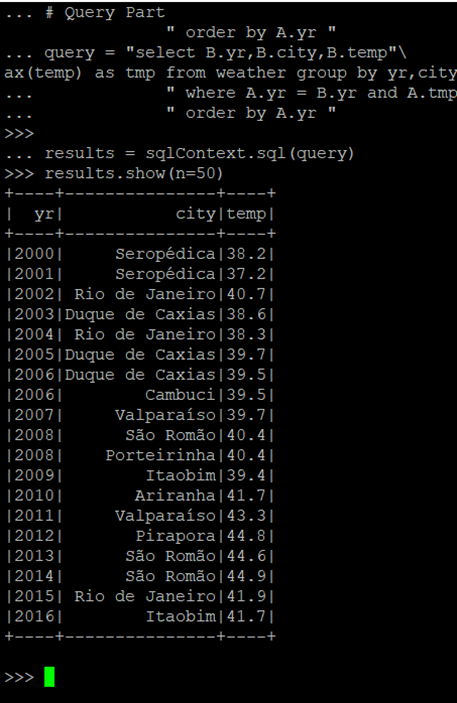 ... # Query Part
                " order by A.yr "
... query = "select B.yr,B.city,B.temp"\
ax(temp) as tmp from weather group by yr,city
...             " where A.yr = B.yr and A.tmp
...             " order by A.yr "
>>>
... results = sqlContext.sql(query)
>>> results.show(n=50)
+----+---------------+----+
|  yr|           city|temp|
+----+---------------+----+
|2000|     Seropédica|38.2|
|2001|     Seropédica|37.2|
|2002| Rio de Janeiro|40.7|
|2003|Duque de Caxias|38.6|
|2004| Rio de Janeiro|38.3|
|2005|Duque de Caxias|39.7|
|2006|Duque de Caxias|39.5|
|2006|        Cambuci|39.5|
|2007|     Valparaíso|39.7|
|2008|      São Romão|40.4|
|2008|    Porteirinha|40.4|
|2009|        Itaobim|39.4|
|2010|       Ariranha|41.7|
|2011|     Valparaíso|43.3|
|2012|       Pirapora|44.8|
|2013|      São Romão|44.6|
|2014|      São Romão|44.9|
|2015| Rio de Janeiro|41.9|
|2016|        Itaobim|41.7|
+----+---------------+----+
>>>